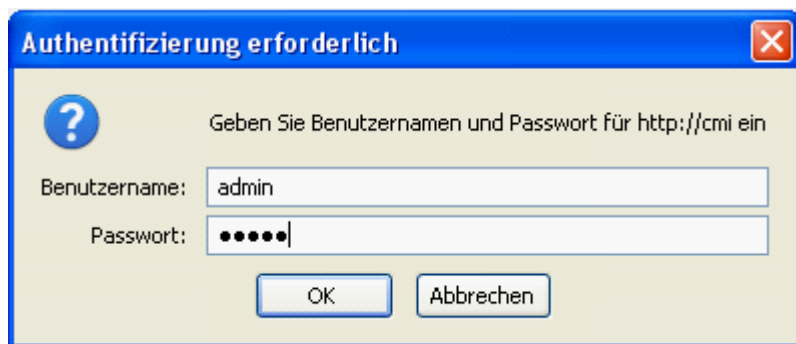 Authentifizierung erforderlich
Geben Sie Benutzernamen und Passwort für http://cmi ein
Benutzername: admin
Passwort: •••••
OK Abbrechen